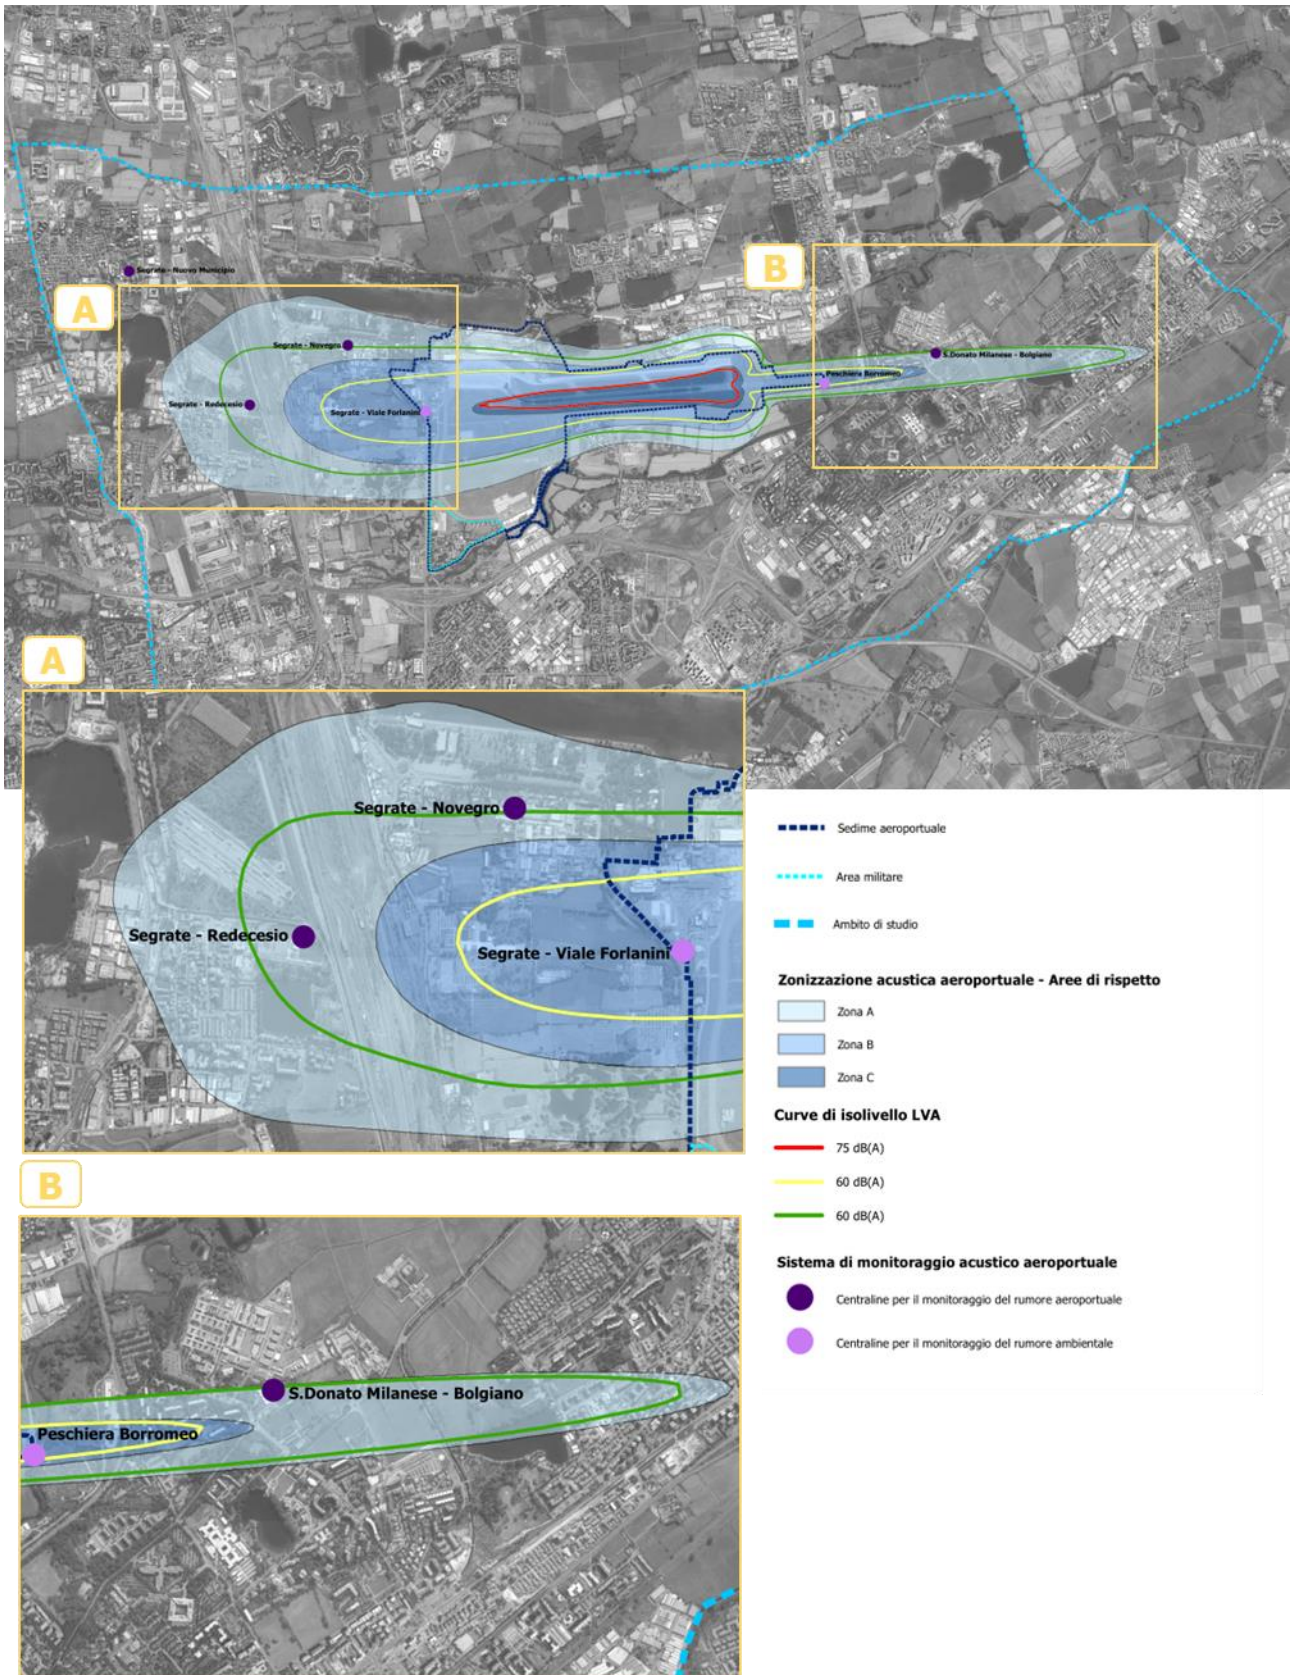 B
Segrate - Nuovo Municipio
A
Segrate - Novegro
S.Donato Milanese - Bolgiano
Peschiera Borromeo
Segrate - Redecesio
Segrate - Viale Forlanini
A
Segrate - Novegro
Segrate - Redecesio
Segrate - Viale Forlanini
Sedime aeroportuale
Area militare
Ambito di studio
Zonizzazione acustica aeroportuale - Aree di rispetto
Zona A
Zona B
Zona C
Curve di isolivello LVA
75 dB(A)
60 dB(A)
60 dB(A)
Sistema di monitoraggio acustico aeroportuale
Centraline per il monitoraggio del rumore aeroportuale
Centraline per il monitoraggio del rumore ambientale
B
S.Donato Milanese - Bolgiano
Peschiera Borromeo